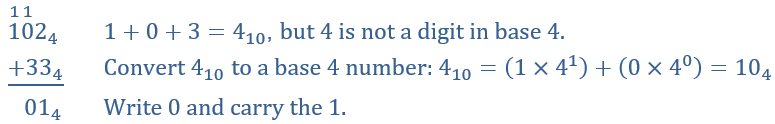 1 1
102₄ 1 + 0 + 3 = 4₁₀, but 4 is not a digit in base 4.
+33₄ Convert 4₁₀ to a base 4 number: 4₁₀ = (1 × 4¹) + (0 × 4⁰) = 10₄
01₄ Write 0 and carry the 1.